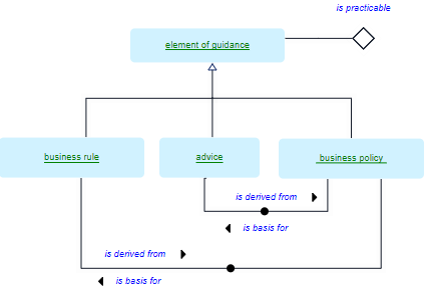 is practicable
element of guidance
business rule
advice
business policy
is derived from
is basis for
is derived from
is basis for